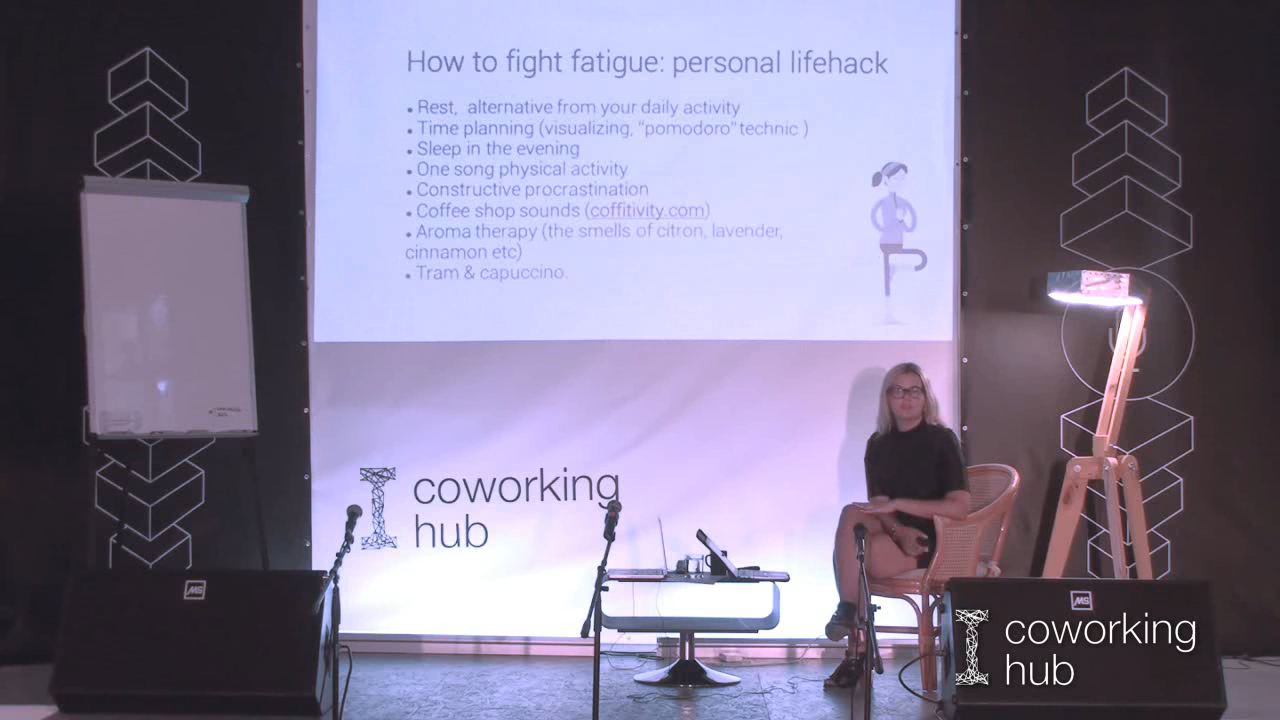 How to fight fatigue: personal lifehack
• Rest, alternative from your daily activity
• Time planning (visualizing, “pomodoro” technic )
• Sleep in the evening
• One song physical activity
• Constructive procrastination
• Coffee shop sounds (coffitivity.com)
• Aroma therapy (the smells of citron, lavender,
cinnamon etc)
• Tram & capuccino.
coworking
hub
MS
MS
coworking
hub